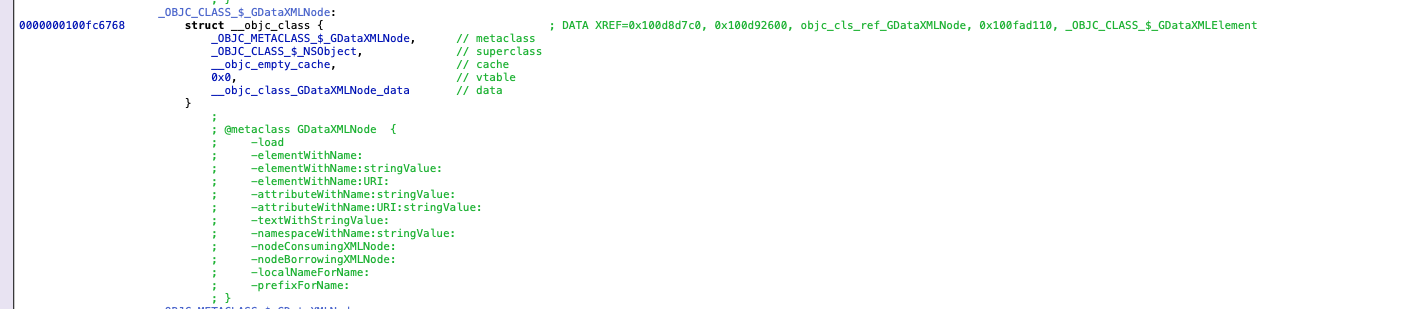 _OBJC_CLASS_$_GDataXMLNode:
0000000100fc6768 struct __objc_class { ; DATA XREF=0x100d8d7c0, 0x100d92600, objc_cls_ref_GDataXMLNode, 0x100fad110, _OBJC_CLASS_$_GDataXMLElement
_OBJC_METACLASS_$_GDataXMLNode, // metaclass
_OBJC_CLASS_$_NSObject, // superclass
__objc_empty_cache, // cache
0x0, // vtable
__objc_class_GDataXMLNode_data // data
}
;
; @metaclass GDataXMLNode {
; -load
; -elementWithName:
; -elementWithName:stringValue:
; -elementWithName:URI:
; -attributeWithName:stringValue:
; -attributeWithName:URI:stringValue:
; -textWithStringValue:
; -namespaceWithName:stringValue:
; -nodeConsumingXMLNode:
; -nodeBorrowingXMLNode:
; -localNameForName:
; -prefixForName:
; }